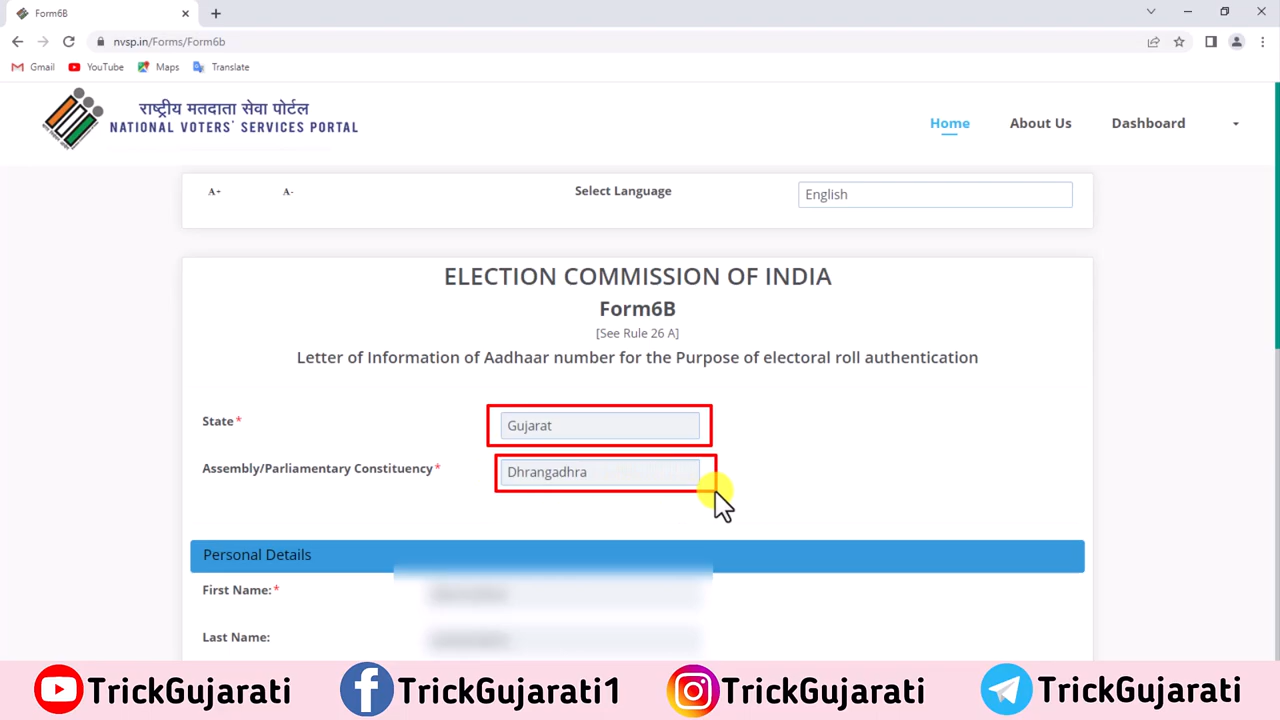 Form6B
nvsp.in/Forms/Form6b
Gmail YouTube Maps Translate
राष्ट्रीय मतदाता सेवा पोर्टल
NATIONAL VOTERS' SERVICES PORTAL
Home About Us Dashboard
A+ A- Select Language English
ELECTION COMMISSION OF INDIA
Form6B
[See Rule 26 A]
Letter of Information of Aadhaar number for the Purpose of electoral roll authentication
State* Gujarat
Assembly/Parliamentary Constituency* Dhrangadhra
Personal Details
First Name:*
Last Name:
TrickGujarati TrickGujarati1 TrickGujarati TrickGujarati